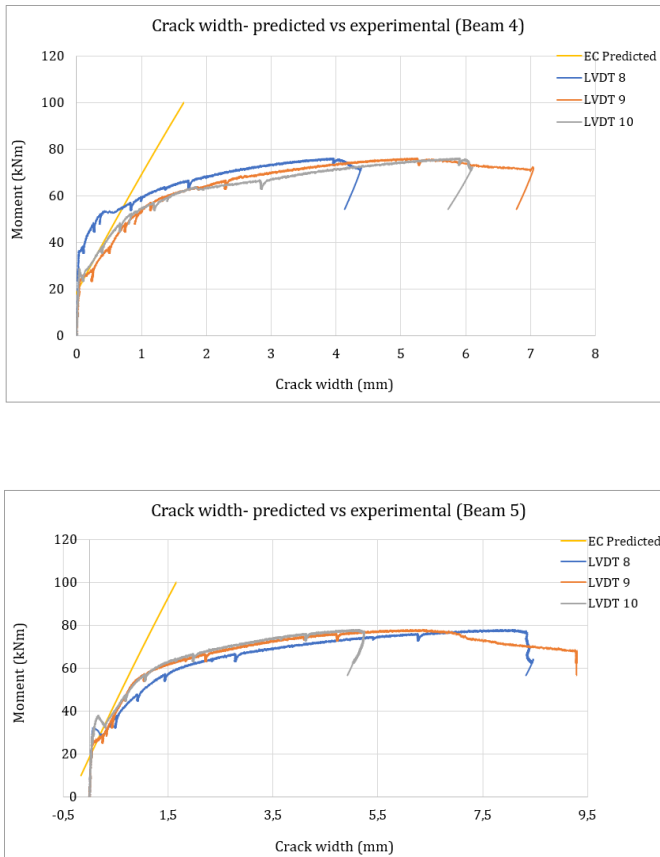 Crack width- predicted vs experimental (Beam 4)
120
100
80
60
40
20
0
Moment (kNm)
0 1 2 3 4 5 6 7 8
Crack width (mm)
EC Predicted
LVDT 8
LVDT 9
LVDT 10
Crack width- predicted vs experimental (Beam 5)
120
100
80
60
40
20
0
Moment (kNm)
-0,5 1,5 3,5 5,5 7,5 9,5
Crack width (mm)
EC Predicted
LVDT 8
LVDT 9
LVDT 10